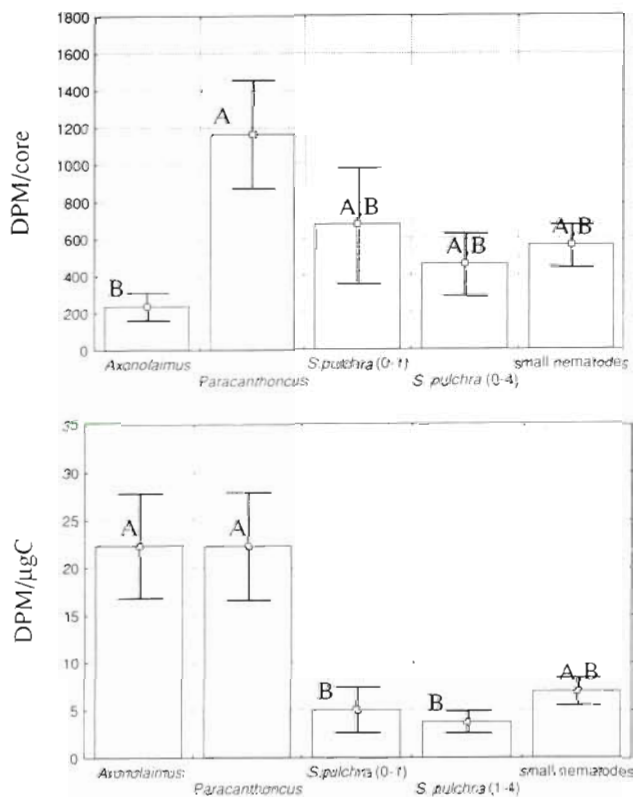 1800
1600
1400
1200
1000
800
600
400
200
0
DPM/core
B
A
A,B
A,B
A,B
Axonolaimus
Paracanthoncus
S.pulchra (0-1)
S. pulchra (0-4)
small nematodes
35
30
25
20
15
10
5
0
DPM/µgC
A
A
B
B
A,B
Axonolaimus
Paracanthoncus
S.pulchra (0-1)
S. pulchra (1-4)
small nematodes